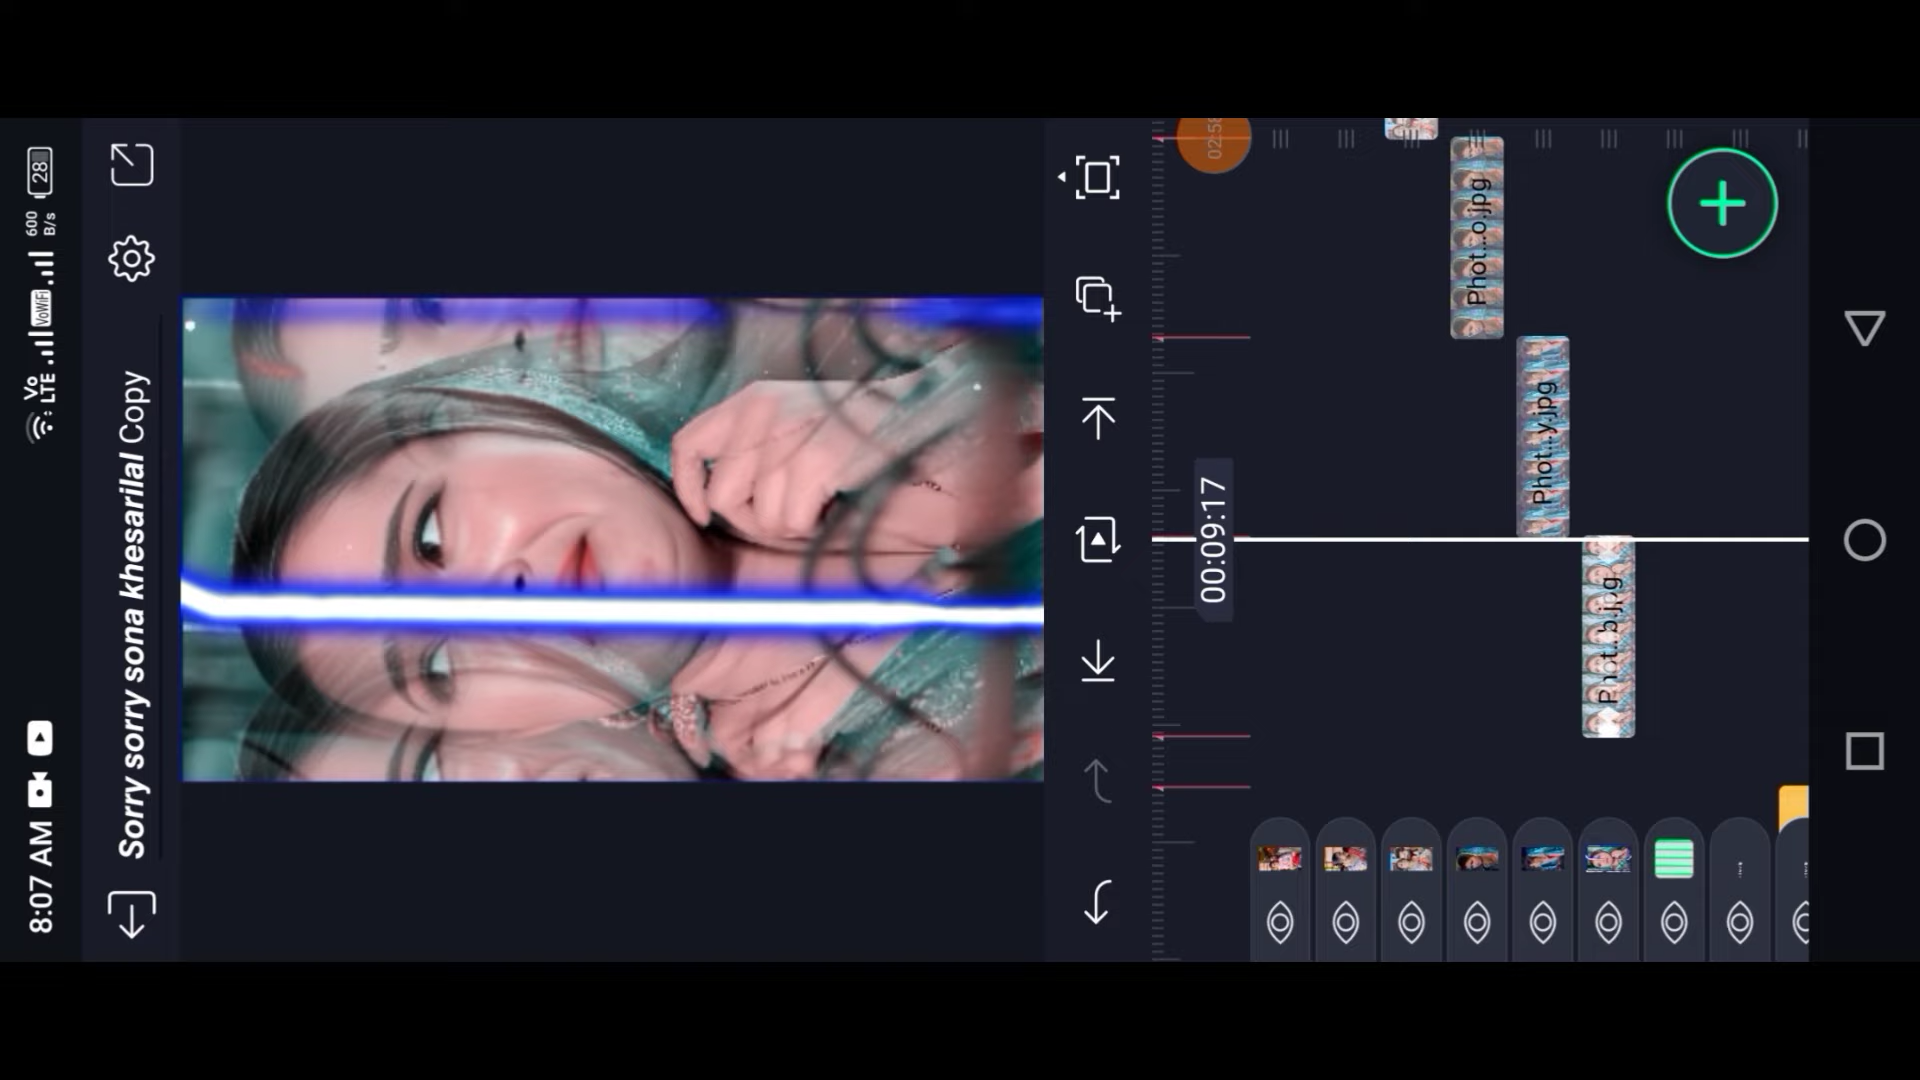 8:07 AM
Vo
LTE
VoWiFi
600
B/s
28
Sorry sorry sona khesarilal Copy
00:09:17
02:58
Phot...o.jpg
Phot...y.jpg
Phot...b.jpg